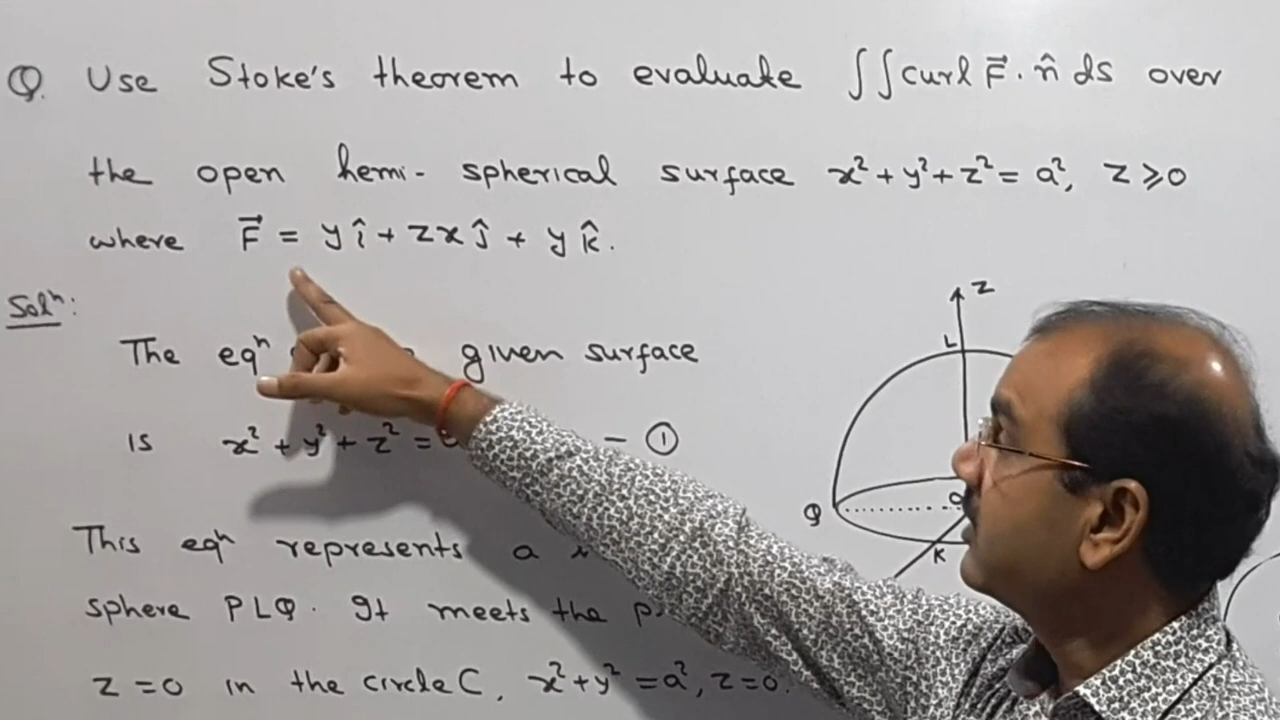 Q. Use Stoke's theorem to evaluate ∫∫ curl F⃗ . n̂ ds over
the open hemi- spherical surface x² + y² + z² = a², z ⩾ 0
where F⃗ = y î + zx ĵ + y k̂.
Solⁿ:
The eqⁿ given surface
is x² + y² + z² = - ①
This eqⁿ represents a
sphere PLQ. It meets the
z = 0 in the circle C, x² + y² = a², z = 0.
Z
L
Q
K